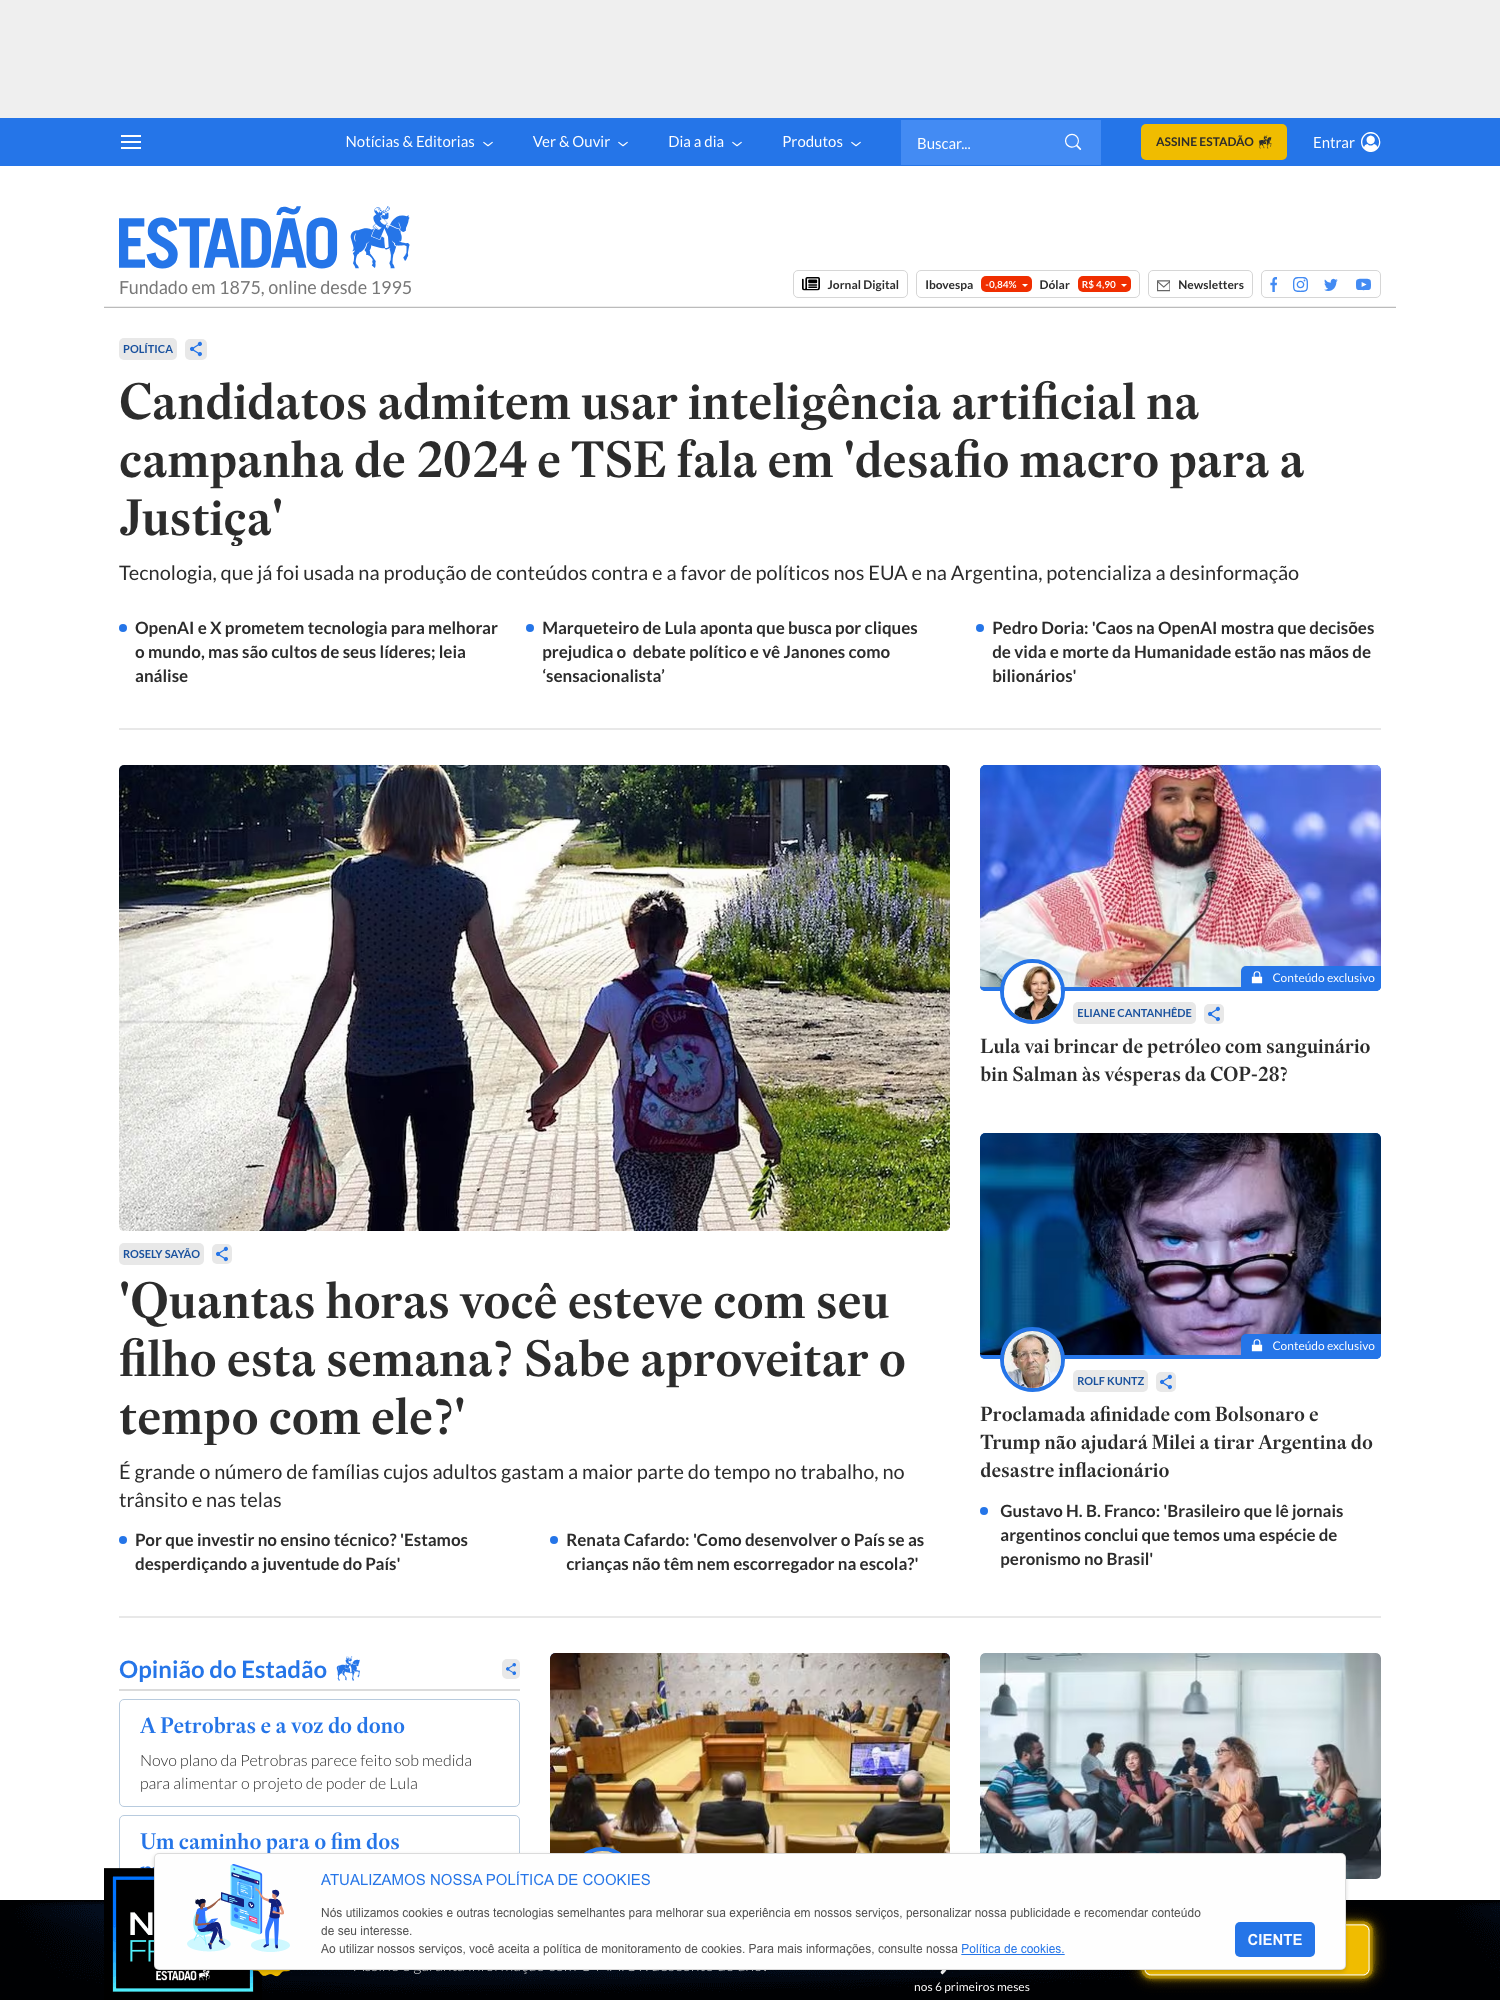 Notícias & Editorias
Ver & Ouvir
Dia a dia
Produtos
Buscar...
ASSINE ESTADÃO
Entrar
ESTADÃO
Fundado em 1875, online desde 1995
Jornal Digital
Ibovespa -0,84% Dólar R$ 4,90
Newsletters
POLÍTICA
Candidatos admitem usar inteligência artificial na
campanha de 2024 e TSE fala em 'desafio macro para a
Justiça'
Tecnologia, que já foi usada na produção de conteúdos contra e a favor de políticos nos EUA e na Argentina, potencializa a desinformação
OpenAI e X prometem tecnologia para melhorar
o mundo, mas são cultos de seus líderes; leia
análise
Marqueteiro de Lula aponta que busca por cliques
prejudica o debate político e vê Janones como
‘sensacionalista’
Pedro Doria: 'Caos na OpenAI mostra que decisões
de vida e morte da Humanidade estão nas mãos de
bilionários'
Miss
ROSELY SAYÃO
'Quantas horas você esteve com seu
filho esta semana? Sabe aproveitar o
tempo com ele?'
É grande o número de famílias cujos adultos gastam a maior parte do tempo no trabalho, no
trânsito e nas telas
Por que investir no ensino técnico? 'Estamos
desperdiçando a juventude do País'
Renata Cafardo: 'Como desenvolver o País se as
crianças não têm nem escorregador na escola?'
Conteúdo exclusivo
ELIANE CANTANHÊDE
Lula vai brincar de petróleo com sanguinário
bin Salman às vésperas da COP-28?
Conteúdo exclusivo
ROLF KUNTZ
Proclamada afinidade com Bolsonaro e
Trump não ajudará Milei a tirar Argentina do
desastre inflacionário
Gustavo H. B. Franco: 'Brasileiro que lê jornais
argentinos conclui que temos uma espécie de
peronismo no Brasil'
Opinião do Estadão
A Petrobras e a voz do dono
Novo plano da Petrobras parece feito sob medida
para alimentar o projeto de poder de Lula
Um caminho para o fim dos
ATUALIZAMOS NOSSA POLÍTICA DE COOKIES
Nós utilizamos cookies e outras tecnologias semelhantes para melhorar sua experiência em nossos serviços, personalizar nossa publicidade e recomendar conteúdo
de seu interesse.
Ao utilizar nossos serviços, você aceita a política de monitoramento de cookies. Para mais informações, consulte nossa Política de cookies.
CIENTE
ESTADÃO
nos 6 primeiros meses